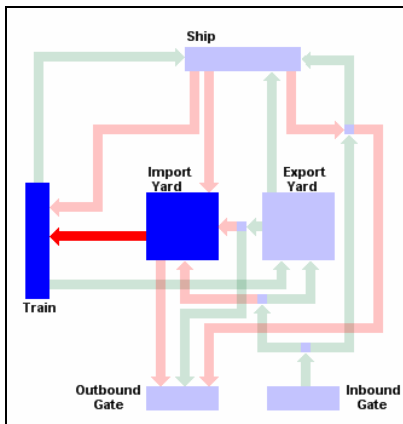 Ship
Import
Yard
Export
Yard
Train
Outbound
Gate
Inbound
Gate